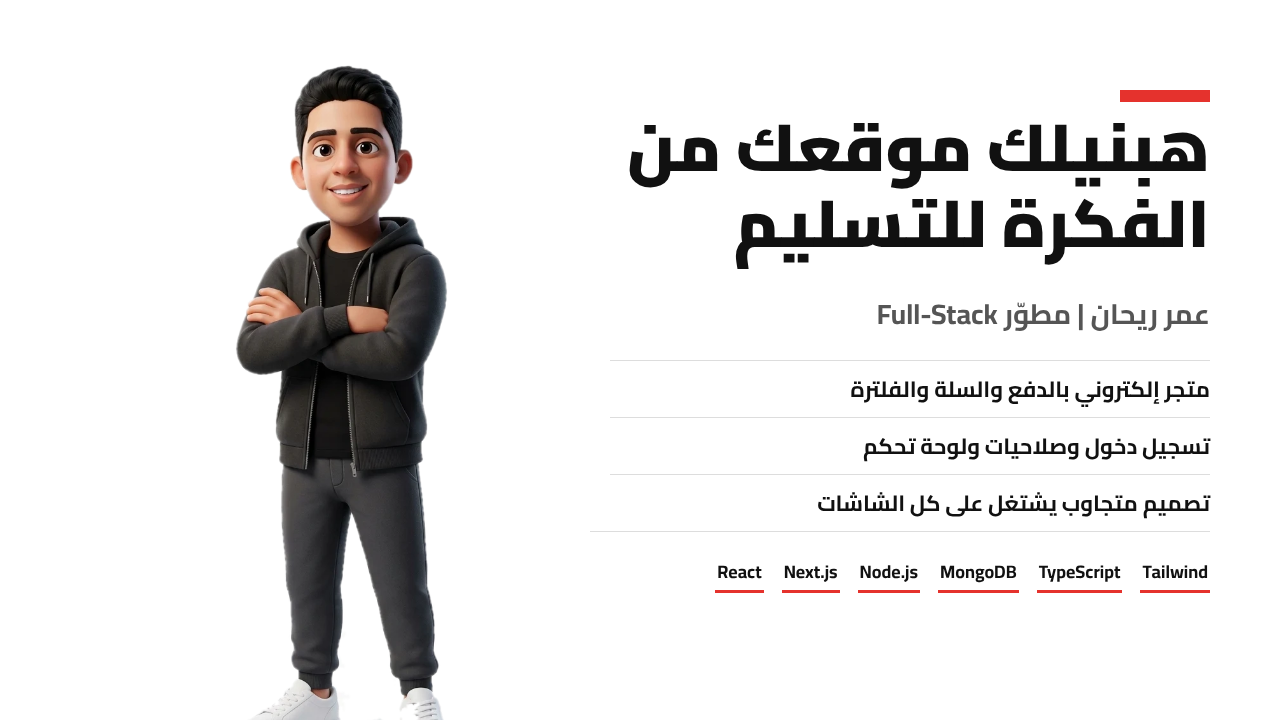 هبنيلك موقعك من
الفكرة للتسليم
عمر ريحان | مطوّر Full-Stack
متجر إلكتروني بالدفع والسلة والفلترة
تسجيل دخول وصلاحيات ولوحة تحكم
تصميم متجاوب يشتغل على كل الشاشات
React Next.js Node.js MongoDB TypeScript Tailwind